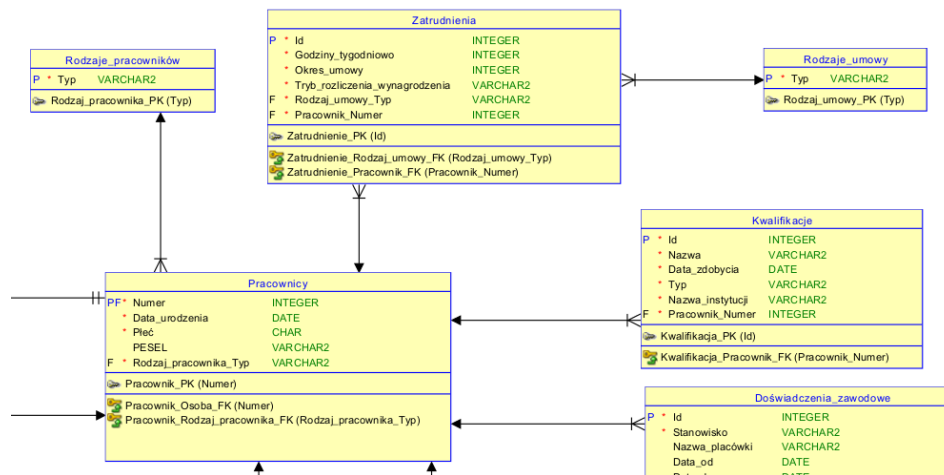 Zatrudnienia
P * Id INTEGER
* Godziny_tygodniowo INTEGER
* Okres_umowy INTEGER
* Tryb_rozliczenia_wynagrodzenia VARCHAR2
F * Rodzaj_umowy_Typ VARCHAR2
F * Pracownik_Numer INTEGER
Zatrudnienie_PK (Id)
Zatrudnienie_Rodzaj_umowy_FK (Rodzaj_umowy_Typ)
Zatrudnienie_Pracownik_FK (Pracownik_Numer)
Rodzaje_pracowników
P * Typ VARCHAR2
Rodzaj_pracownika_PK (Typ)
Rodzaje_umowy
P * Typ VARCHAR2
Rodzaj_umowy_PK (Typ)
Kwalifikacje
P * Id INTEGER
* Nazwa VARCHAR2
* Data_zdobycia DATE
* Typ VARCHAR2
* Nazwa_instytucji VARCHAR2
F * Pracownik_Numer INTEGER
Kwalifikacja_PK (Id)
Kwalifikacja_Pracownik_FK (Pracownik_Numer)
Pracownicy
PF * Numer INTEGER
* Data_urodzenia DATE
* Płeć CHAR
PESEL VARCHAR2
F * Rodzaj_pracownika_Typ VARCHAR2
Pracownik_PK (Numer)
Pracownik_Osoba_FK (Numer)
Pracownik_Rodzaj_pracownika_FK (Rodzaj_pracownika_Typ)
Doświadczenia_zawodowe
P * Id INTEGER
* Stanowisko VARCHAR2
Nazwa_placówki VARCHAR2
Data_od DATE